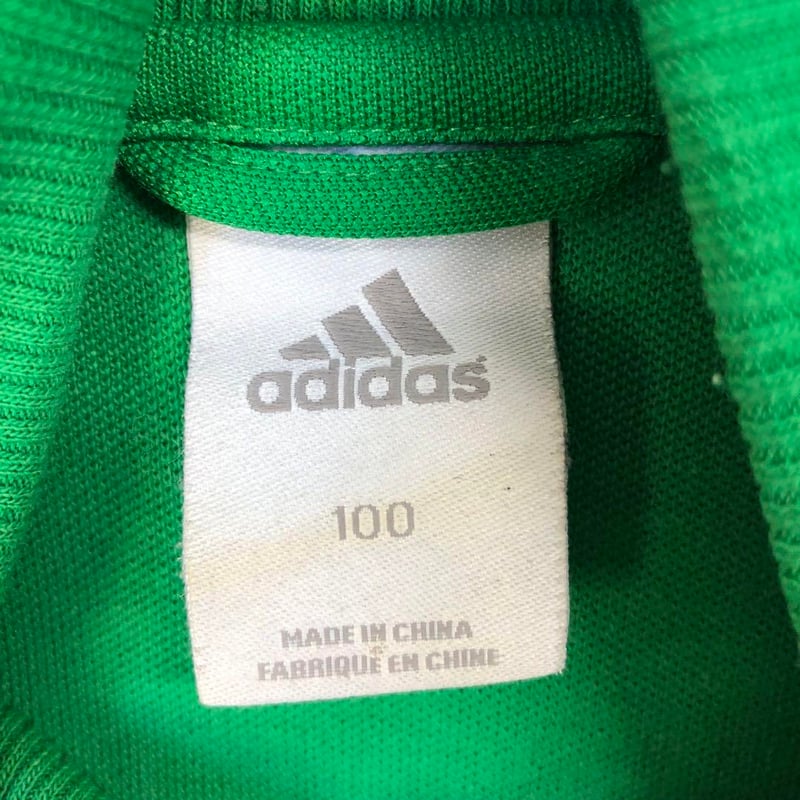 adidas
100
MADE IN CHINA
FABRIQUÉ EN CHINE